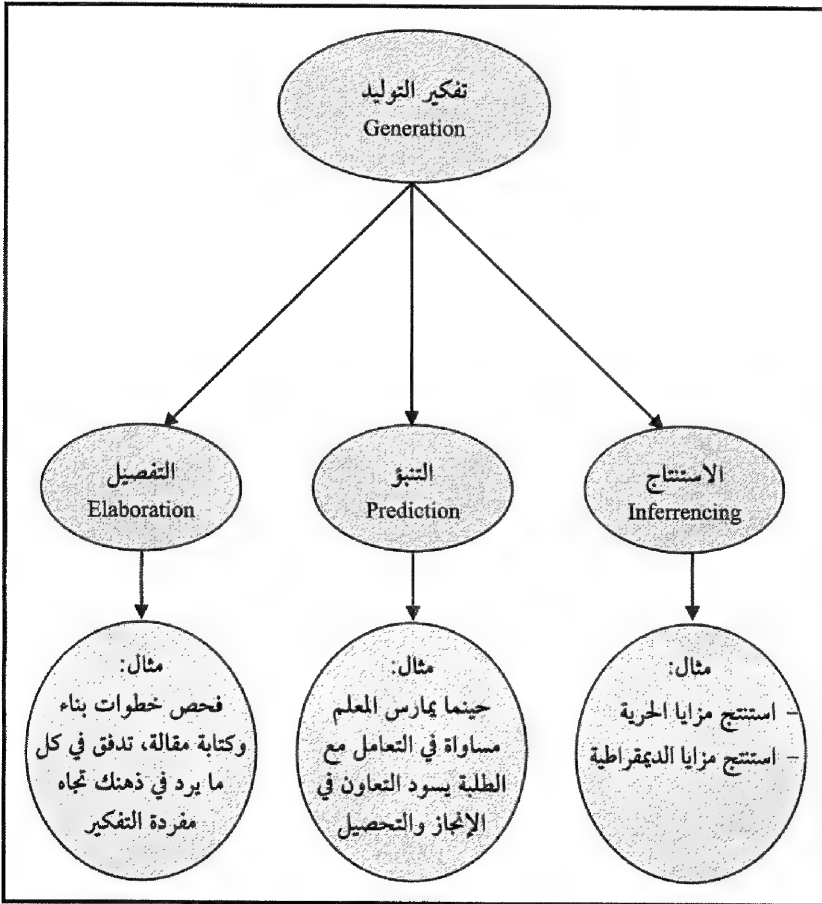 تفكير التوليد
Generation
الاستنتاج
Inferrencing
التنبؤ
Prediction
التفصيل
Elaboration
مثال:
- استنتج مزايا الحرية
- استنتج مزايا الديمقراطية
مثال:
حينما يمارس المعلم
مساواة في التعامل مع
الطلبة يسود التعاون في
الإنجاز والتحصيل
مثال:
فحص خطوات بناء
وكتابة مقالة، تدفق في كل
ما يرد في ذهنك تجاه
مفردة التفكير